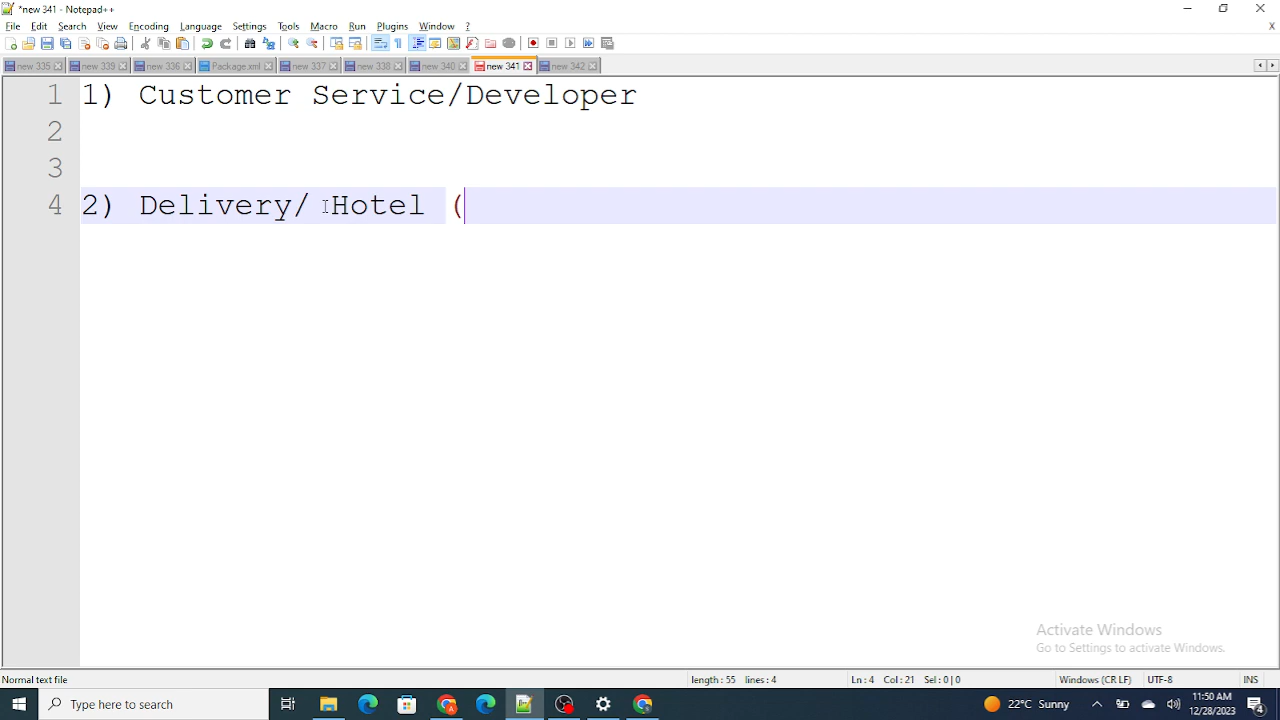 *new 341 - Notepad++
File Edit Search View Encoding Language Settings Tools Macro Run Plugins Window ?
X
new 335 new 339 new 336 Package.xml new 337 new 338 new 340 new 341 new 342
1 1) Customer Service/Developer
2
3
4 2) Delivery/ Hotel (
Activate Windows
Go to Settings to activate Windows.
Normal text file length: 55 lines: 4 Ln: 4 Col: 21 Sel: 0 | 0 Windows (CR LF) UTF-8 INS
Type here to search 22°C Sunny 11:50 AM
12/28/2023 4